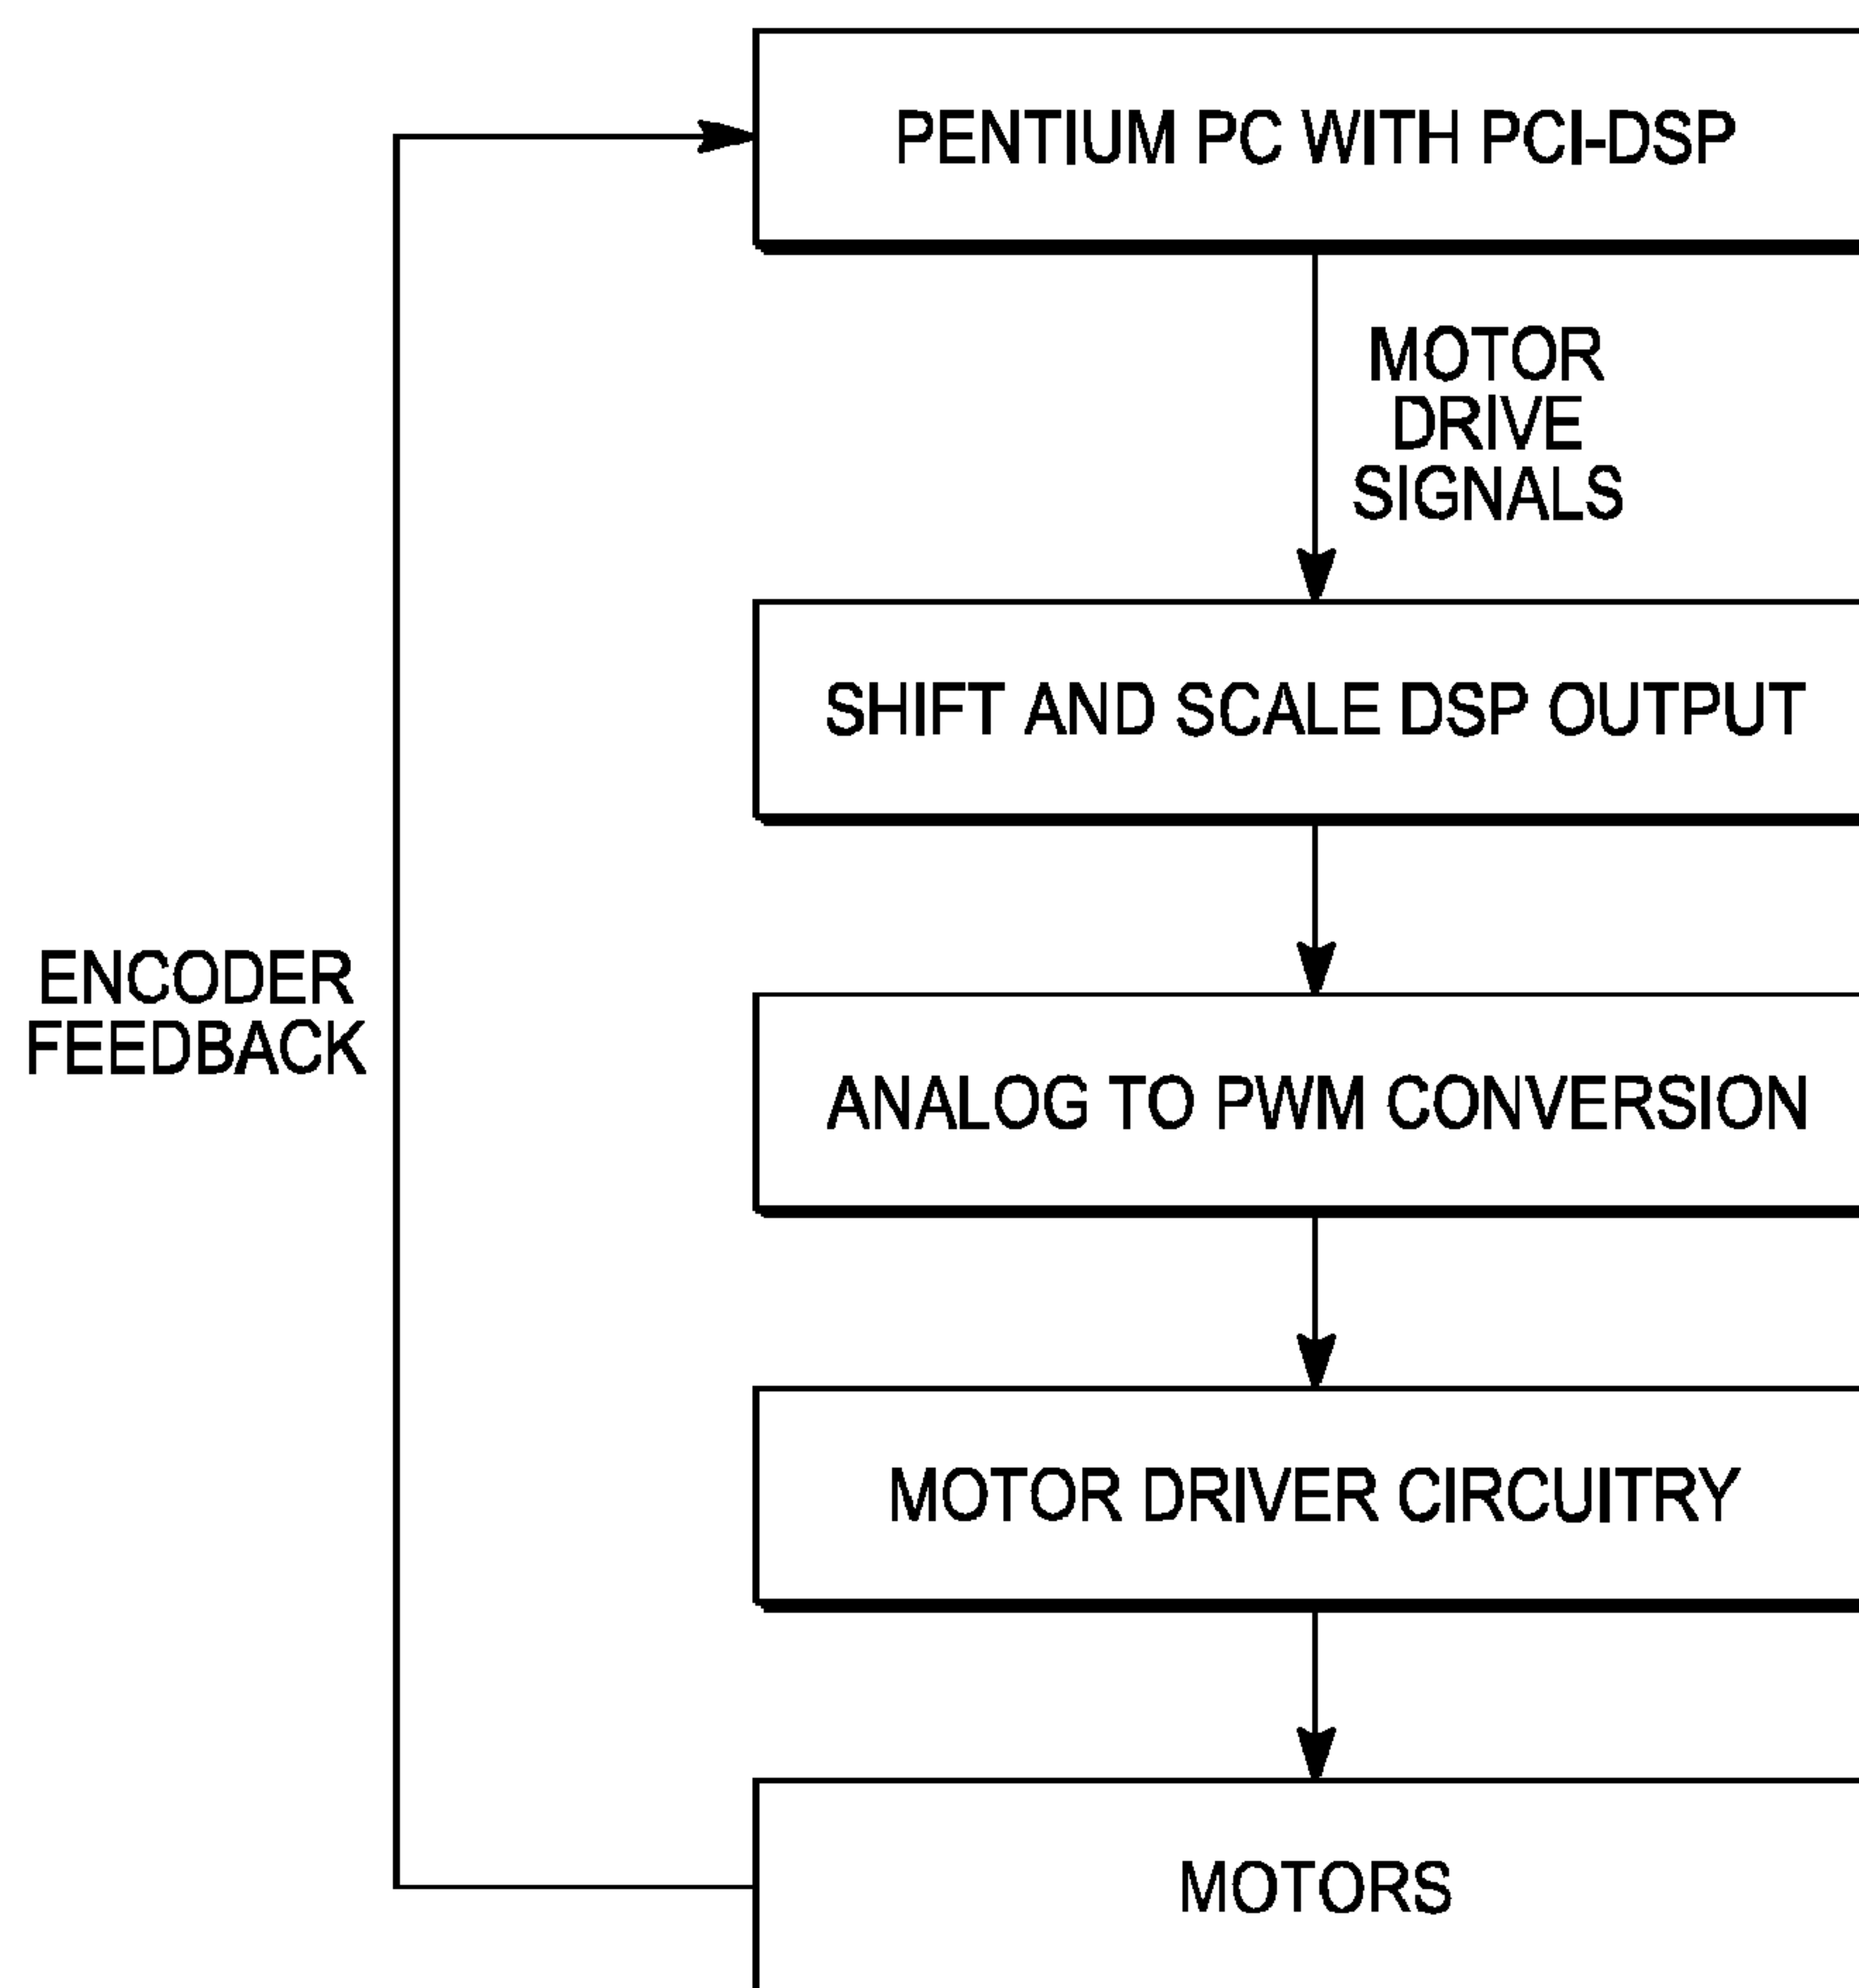 PENTIUM PC WITH PCI-DSP
MOTOR
DRIVE
SIGNALS
SHIFT AND SCALE DSP OUTPUT
ENCODER
FEEDBACK
ANALOG TO PWM CONVERSION
MOTOR DRIVER CIRCUITRY
MOTORS